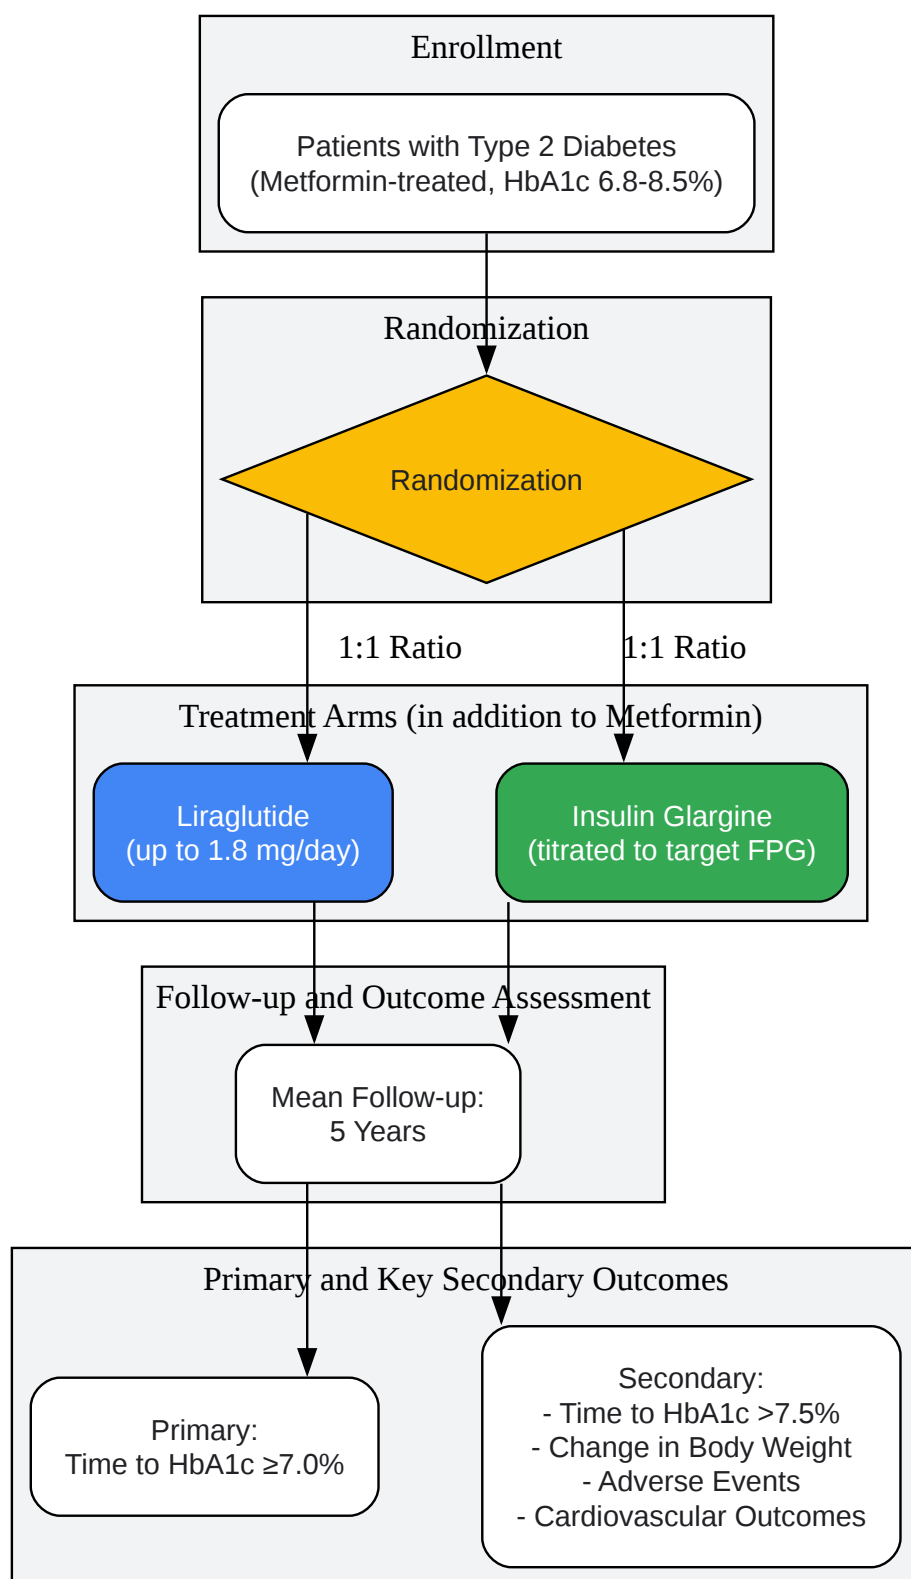 Enrollment
Patients with Type 2 Diabetes
(Metformin-treated, HbA1c 6.8-8.5%)
Randomization
Randomization
1:1 Ratio
1:1 Ratio
Treatment Arms (in addition to Metformin)
Liraglutide
(up to 1.8 mg/day)
Insulin Glargine
(titrated to target FPG)
Follow-up and Outcome Assessment
Mean Follow-up:
5 Years
Primary and Key Secondary Outcomes
Primary:
Time to HbA1c ≥7.0%
Secondary:
- Time to HbA1c >7.5%
- Change in Body Weight
- Adverse Events
- Cardiovascular Outcomes